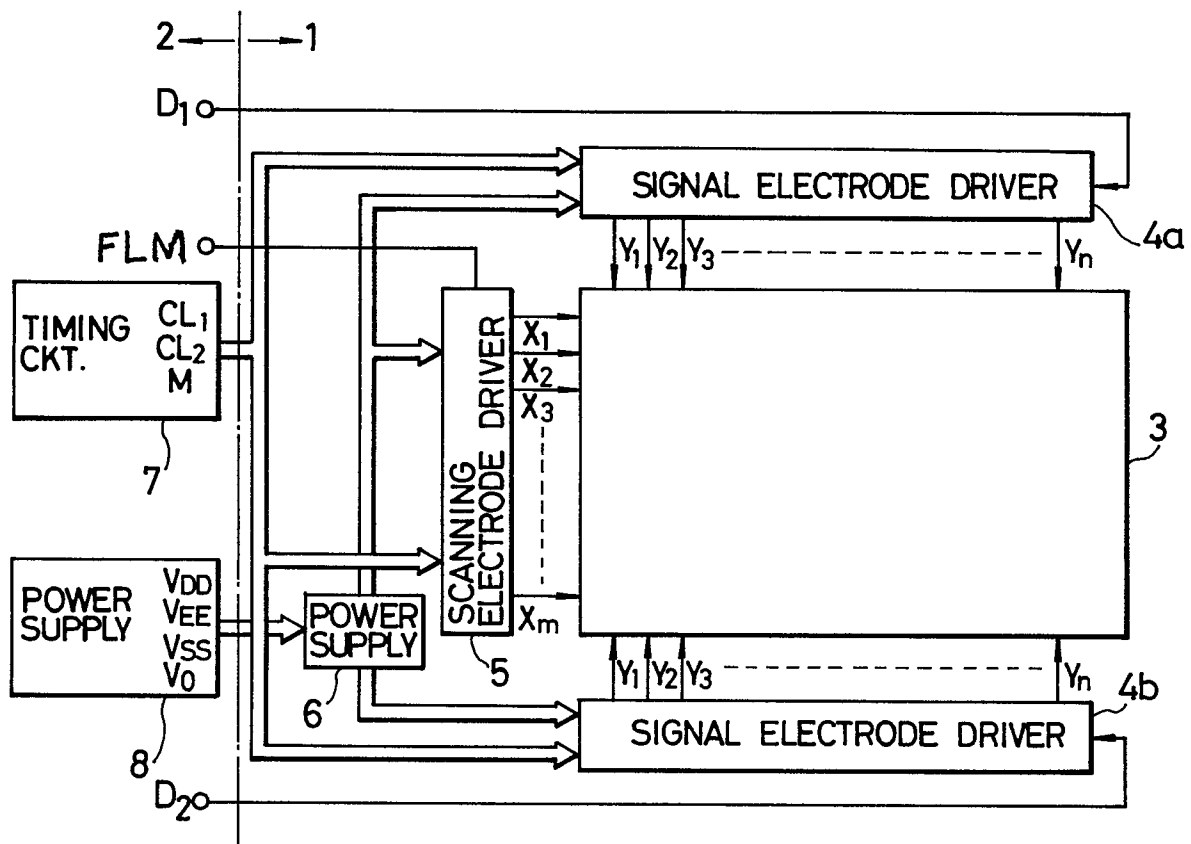 2 1
D1
SIGNAL ELECTRODE DRIVER
4a
FLM
Y1 Y2 Y3 Yn
TIMING CKT.
CL1
CL2
M
7
SCANNING ELECTRODE DRIVER
X1
X2
X3
Xm
5
3
POWER SUPPLY
VDD
VEE
VSS
V0
8
POWER SUPPLY
6
Y1 Y2 Y3 Yn
4b
SIGNAL ELECTRODE DRIVER
D2